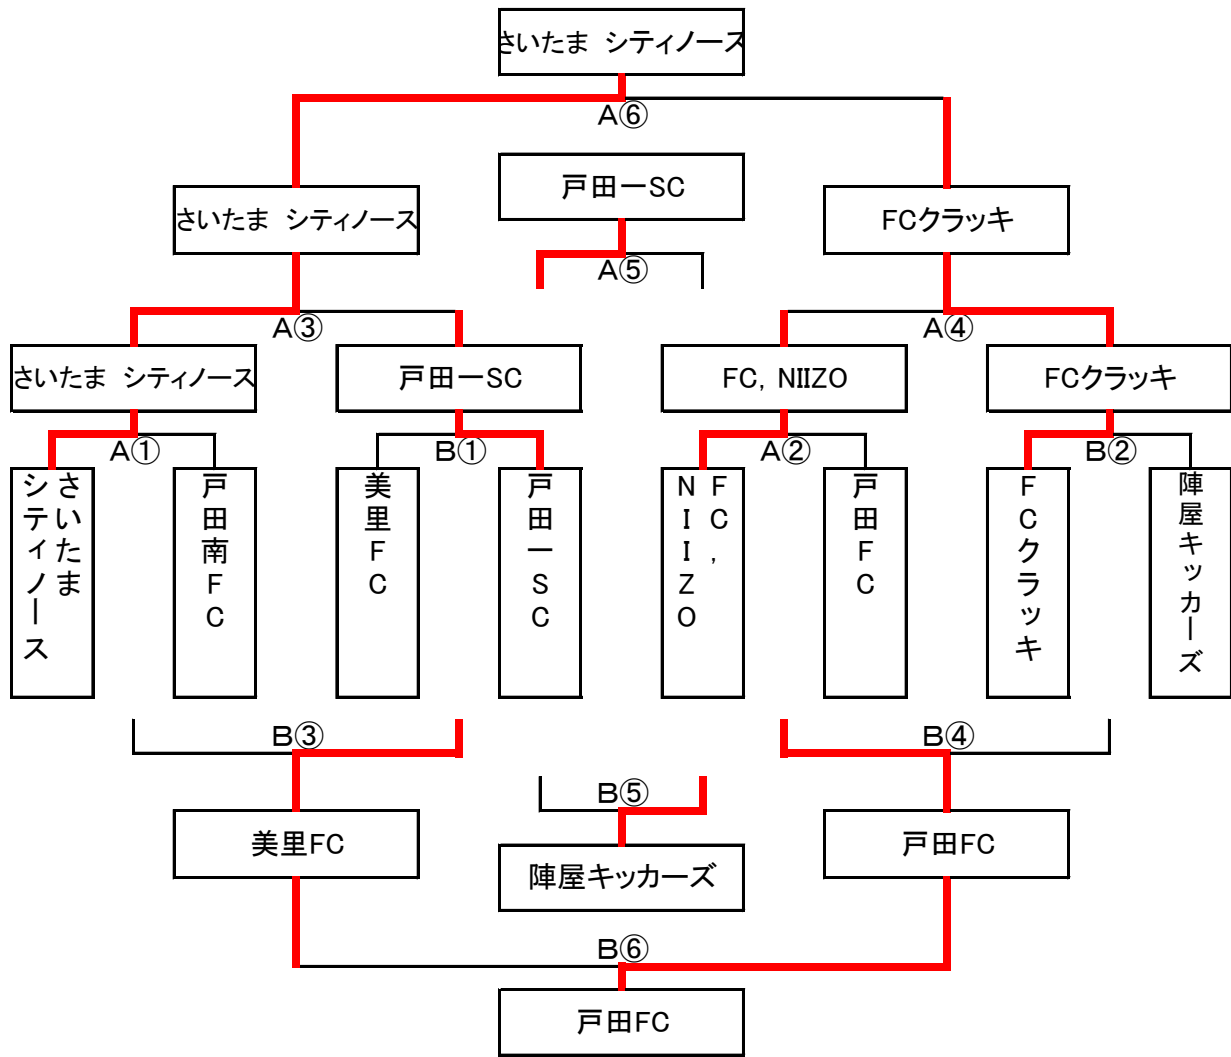 さいたま シティノース
A⑥
戸田一SC
さいたま シティノース
FCクラッキ
A⑤
A③
A④
さいたま シティノース
戸田一SC
FC, NIIZO
FCクラッキ
A①
B①
A②
B②
さいたま
シティノース
戸田南FC
美里FC
戸田一SC
FC,
NIIZO
戸田FC
FCクラッキ
陣屋キッカーズ
B③
B④
B⑤
美里FC
戸田FC
陣屋キッカーズ
B⑥
戸田FC